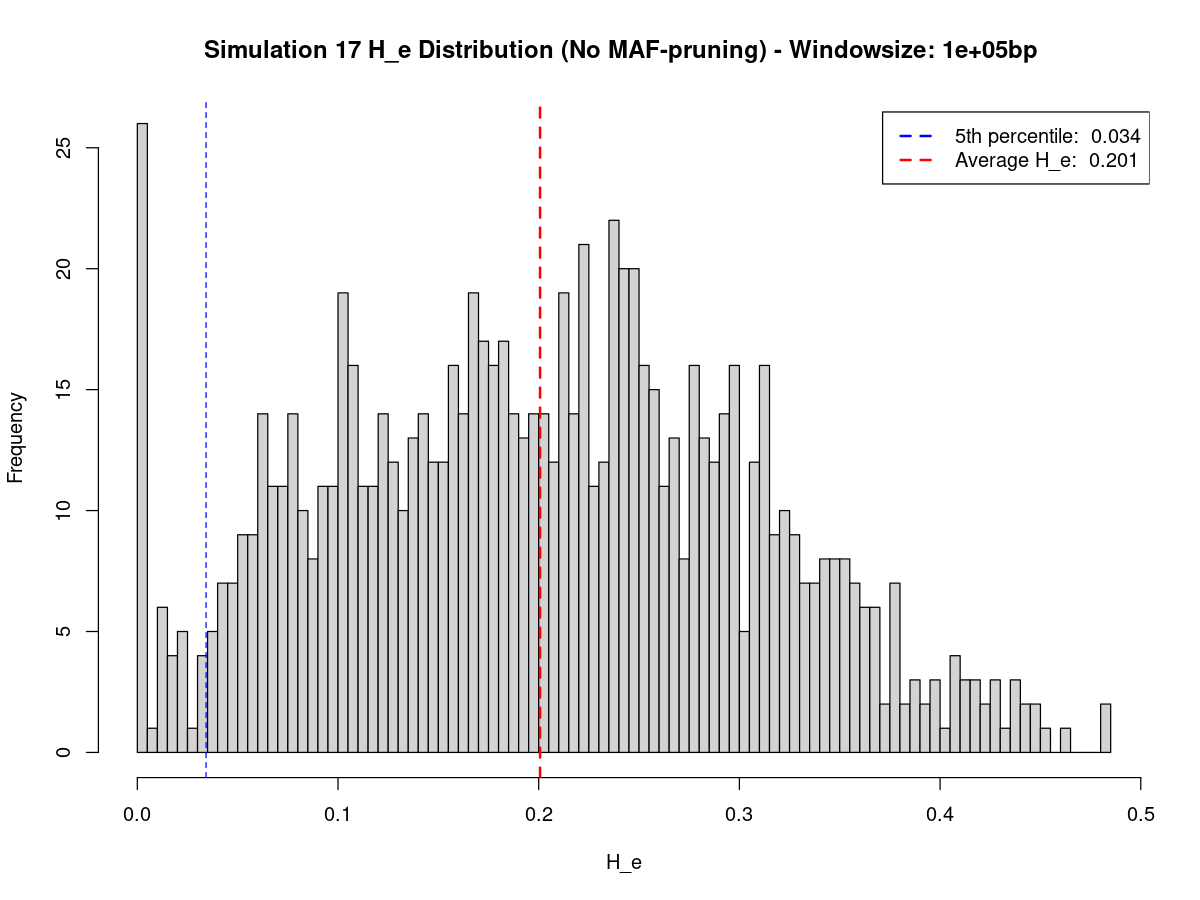 Simulation 17 H_e Distribution (No MAF-pruning) - Windowsize: 1e+05bp
5th percentile:  0.034
Average H_e:  0.201
Frequency
25
20
15
10
5
0
0.0 0.1 0.2 0.3 0.4 0.5
H_e